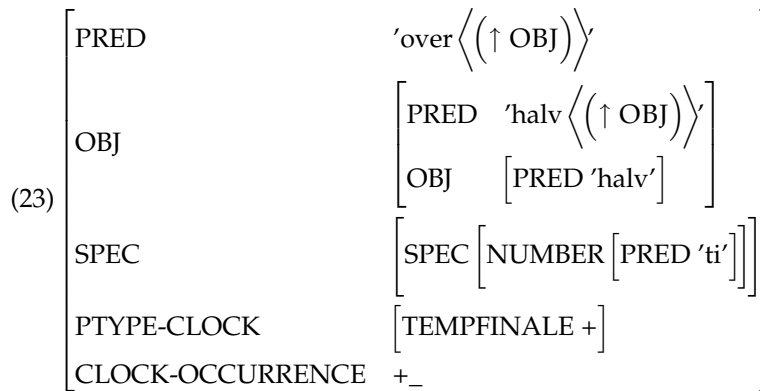 PRED ’over⟨(↑ OBJ)⟩’
PRED ’halv⟨(↑ OBJ)⟩’
OBJ
OBJ [PRED ’halv’]
(23)
SPEC [SPEC [NUMBER [PRED ’ti’]]]
PTYPE-CLOCK [TEMPFINALE +]
CLOCK-OCCURRENCE +_